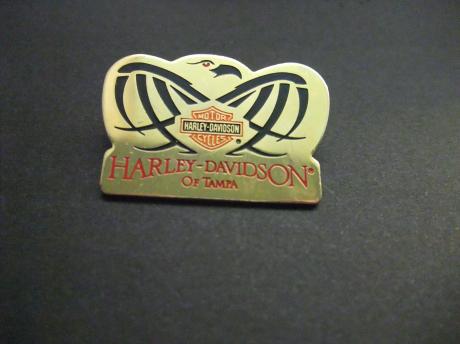 MOTOR
HARLEY-DAVIDSON
CYCLES
®
HARLEY-DAVIDSON®
OF TAMPA